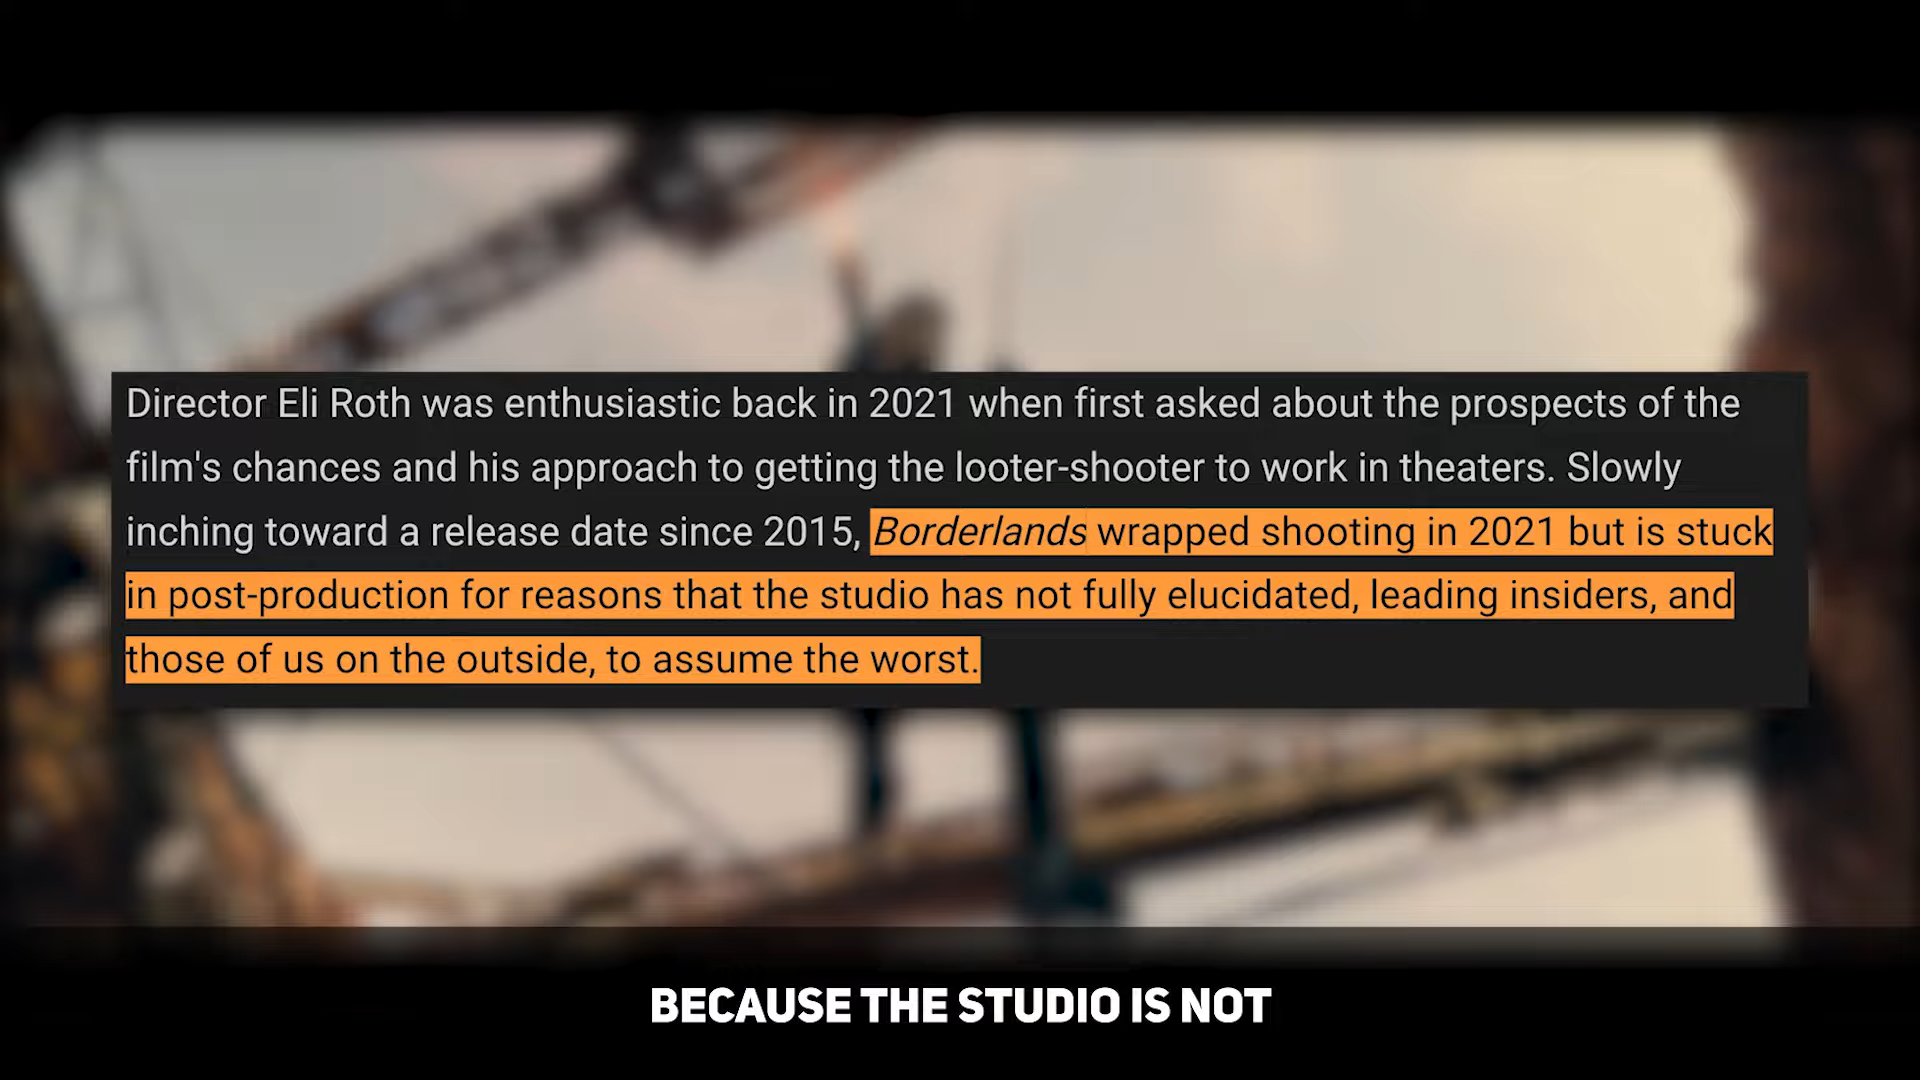 Director Eli Roth was enthusiastic back in 2021 when first asked about the prospects of the
film's chances and his approach to getting the looter-shooter to work in theaters. Slowly
inching toward a release date since 2015, Borderlands wrapped shooting in 2021 but is stuck
in post-production for reasons that the studio has not fully elucidated, leading insiders, and
those of us on the outside, to assume the worst.
BECAUSE THE STUDIO IS NOT